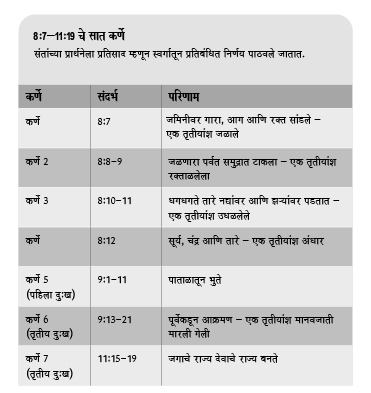 8:7–11:19 चे सात कर्णे
संतांच्या प्रार्थनेला प्रतिसाद म्हणून स्वर्गातून प्रतिबंधित निर्णय पाठवले जातात.
कर्णे संदर्भ परिणाम
कर्णे 8:7 जमिनीवर गारा, आग आणि रक्त सांडले –
एक तृतीयांश जळाले
कर्णे 2 8:8–9 जळणारा पर्वत समुद्रात टाकला – एक तृतीयांश
रक्ताळलेला
कर्णे 3 8:10–11 धगधगते तारे नद्यांवर आणि झऱ्यांवर पडतात –
एक तृतीयांश उधळलेले
कर्णे 8:12 सूर्य, चंद्र आणि तारे – एक तृतीयांश अंधार
कर्णे 5 9:1–11 पाताळातून भुते
(पहिला दुःख)
कर्णे 6 9:13–21 पूर्वेकडून आक्रमण – एक तृतीयांश मानवजाती
(तृतीय दुःख) मारली गेली
कर्णे 7 11:15–19 जगाचे राज्य देवाचे राज्य बनते
(तृतीय दुःख)